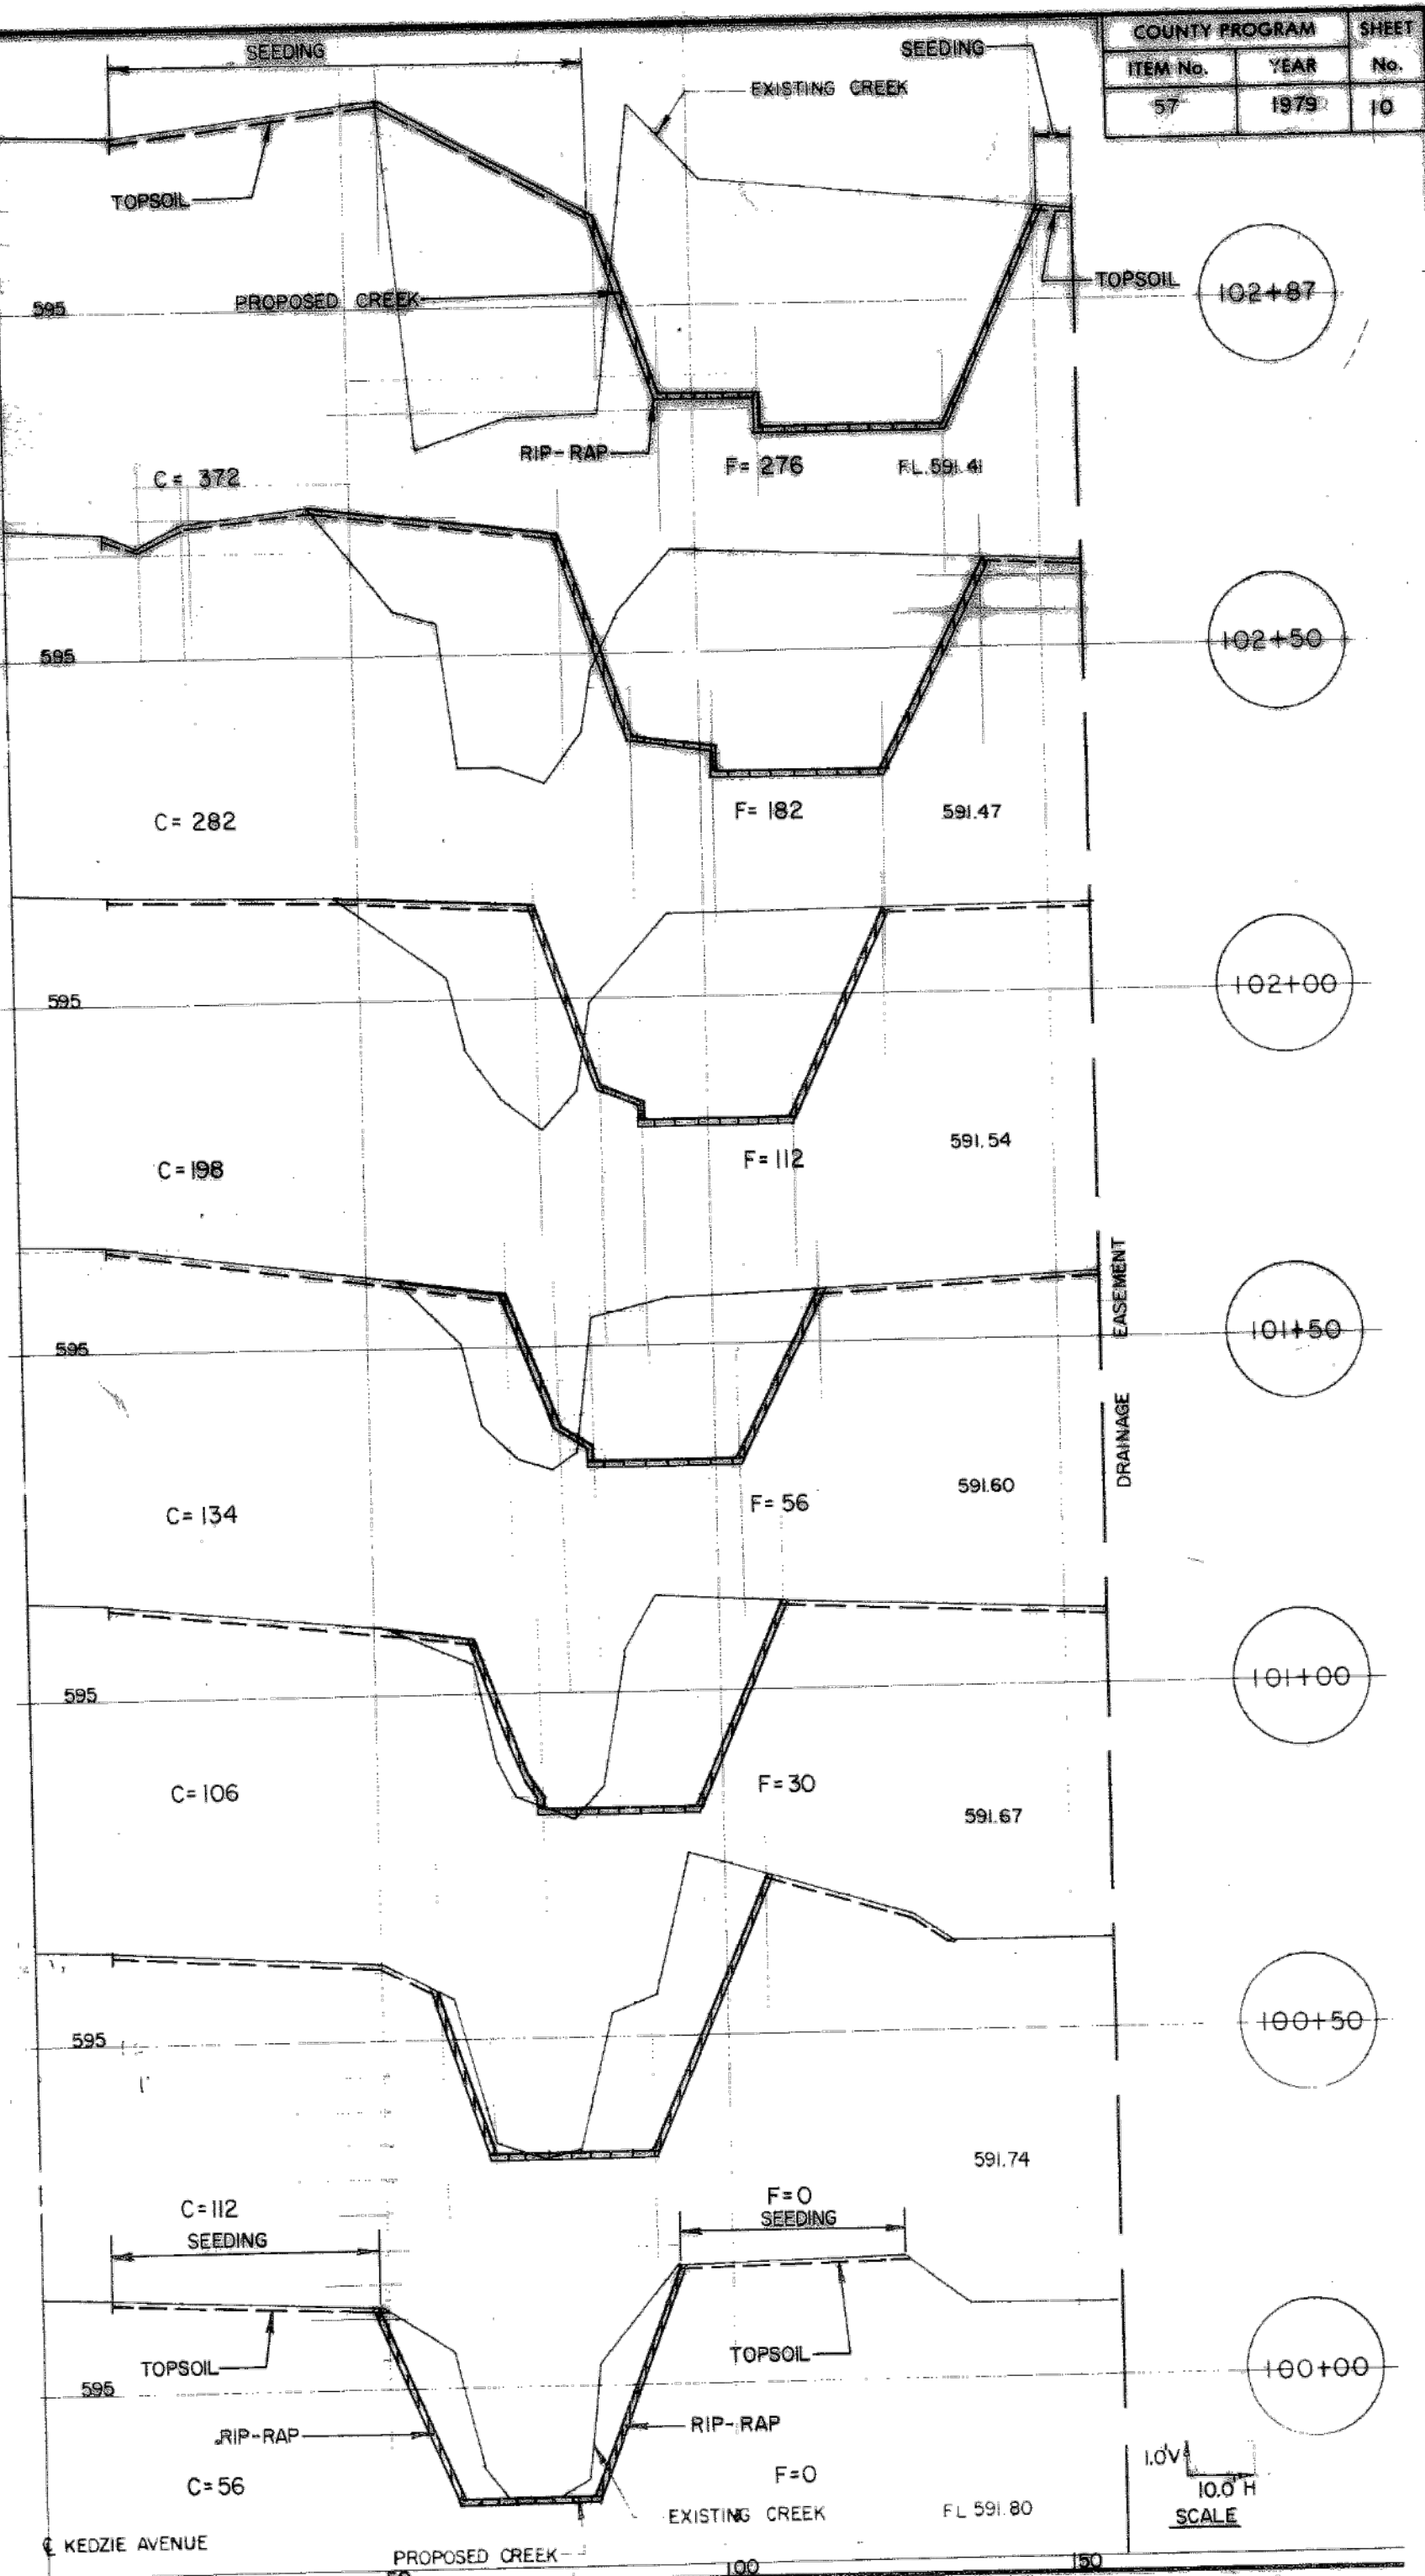 COUNTY PROGRAM SHEET
ITEM No. YEAR No.
57 1979 10
SEEDING
SEEDING
EXISTING CREEK
TOPSOIL
TOPSOIL
102+87
PROPOSED CREEK
595
RIP-RAP
F= 276
FL.591.41
C= 372
595
102+50
C= 282
F= 182
591.47
595
102+00
C=198
F=112
591.54
DRAINAGE EASEMENT
595
101+50
C=134
F=56
591.60
595
101+00
C=106
F=30
591.67
595
100+50
591.74
C=112
F=0
SEEDING
SEEDING
TOPSOIL
TOPSOIL
595
100+00
RIP-RAP
RIP-RAP
C=56
F=0
EXISTING CREEK
FL 591.80
1.0'V
10.0'H
SCALE
℄ KEDZIE AVENUE
PROPOSED CREEK
50 100 150